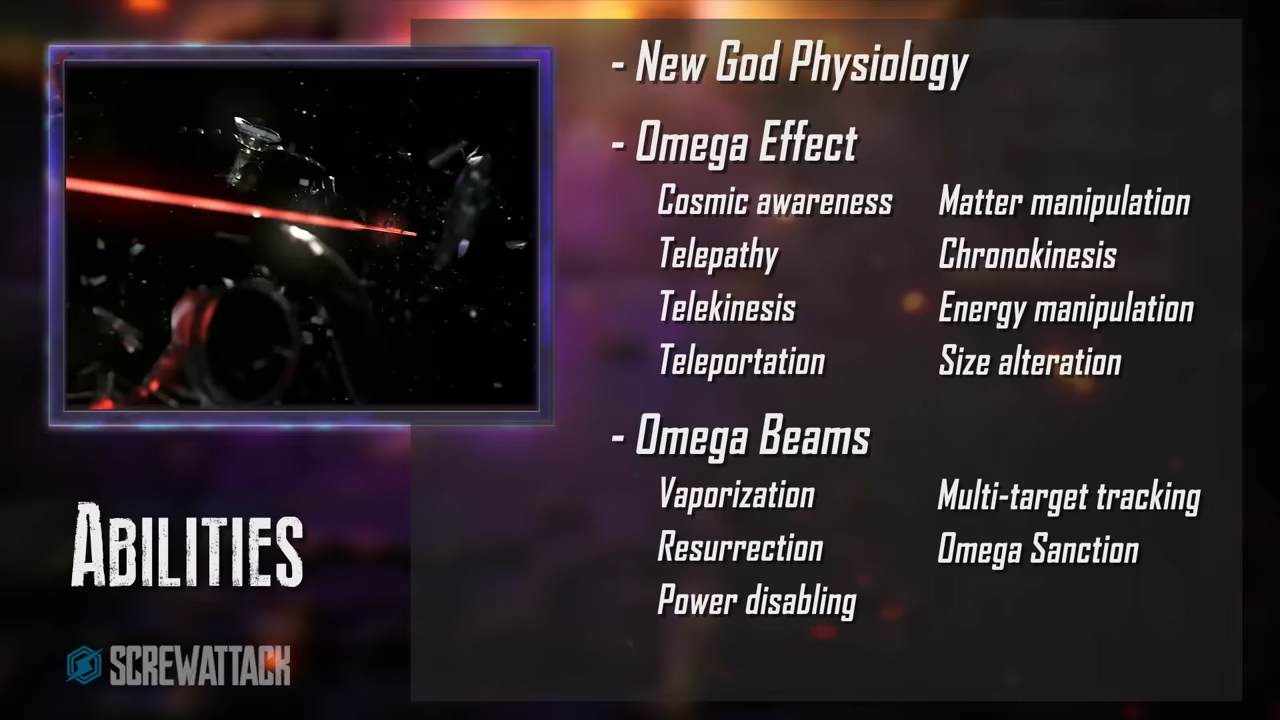 - New God Physiology
- Omega Effect
Cosmic awareness
Matter manipulation
Telepathy
Chronokinesis
Telekinesis
Energy manipulation
Teleportation
Size alteration
- Omega Beams
Vaporization
Multi-target tracking
Resurrection
Omega Sanction
Power disabling
ABILITIES
SCREWATTACK